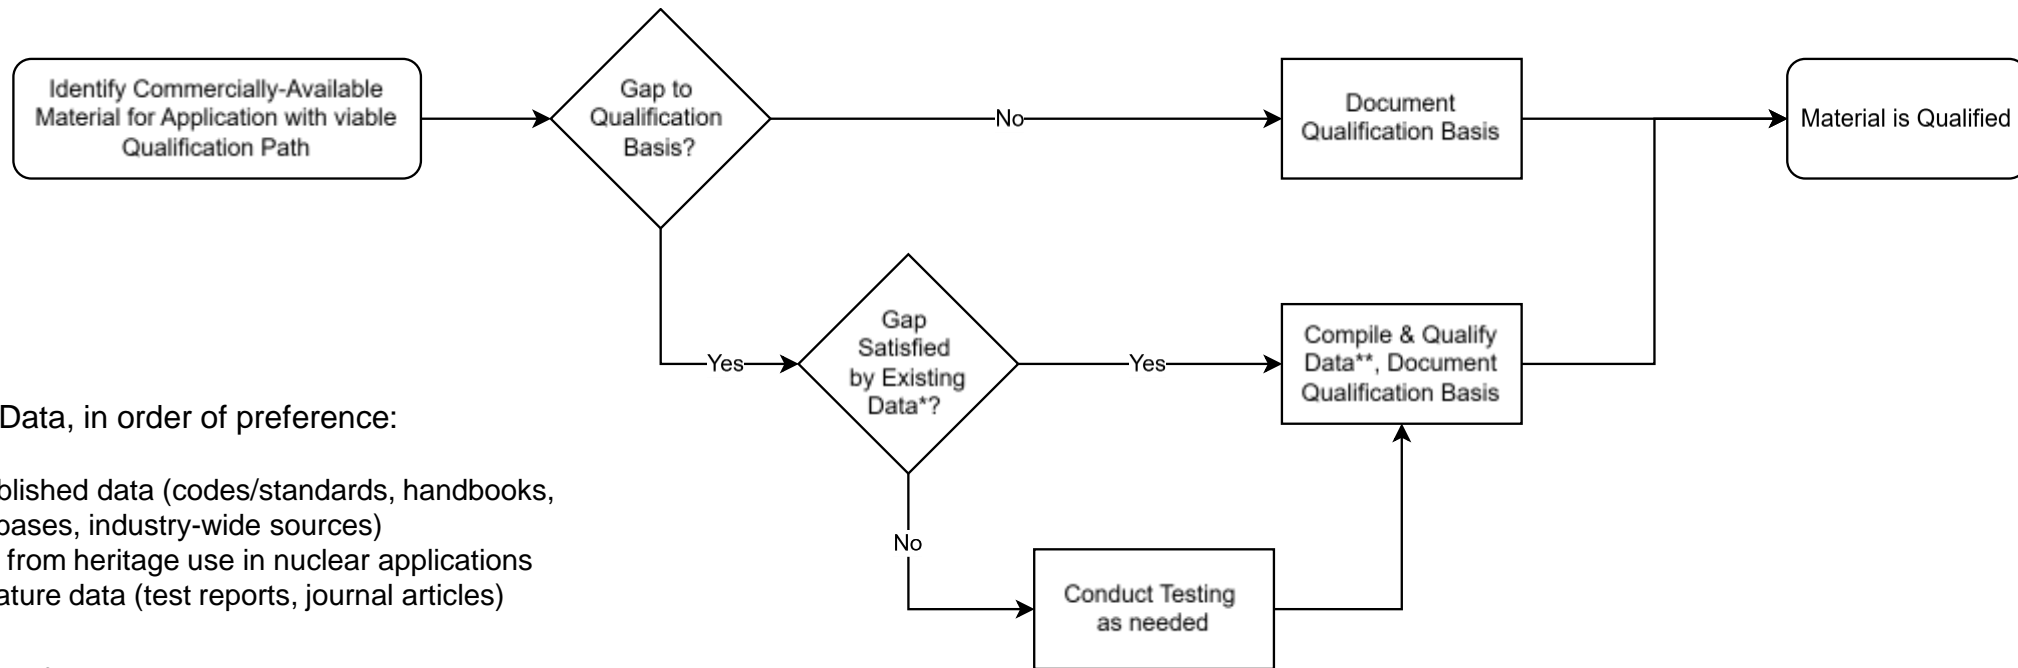 Identify Commercially-Available
Material for Application with viable
Qualification Path
Gap to
Qualification
Basis?
No
Document
Qualification Basis
Material is Qualified
Yes
Gap
Satisfied
by Existing
Data*?
Yes
Compile & Qualify
Data**, Document
Qualification Basis
No
Conduct Testing
as needed
Data, in order of preference:
blished data (codes/standards, handbooks,
bases, industry-wide sources)
from heritage use in nuclear applications
ature data (test reports, journal articles)